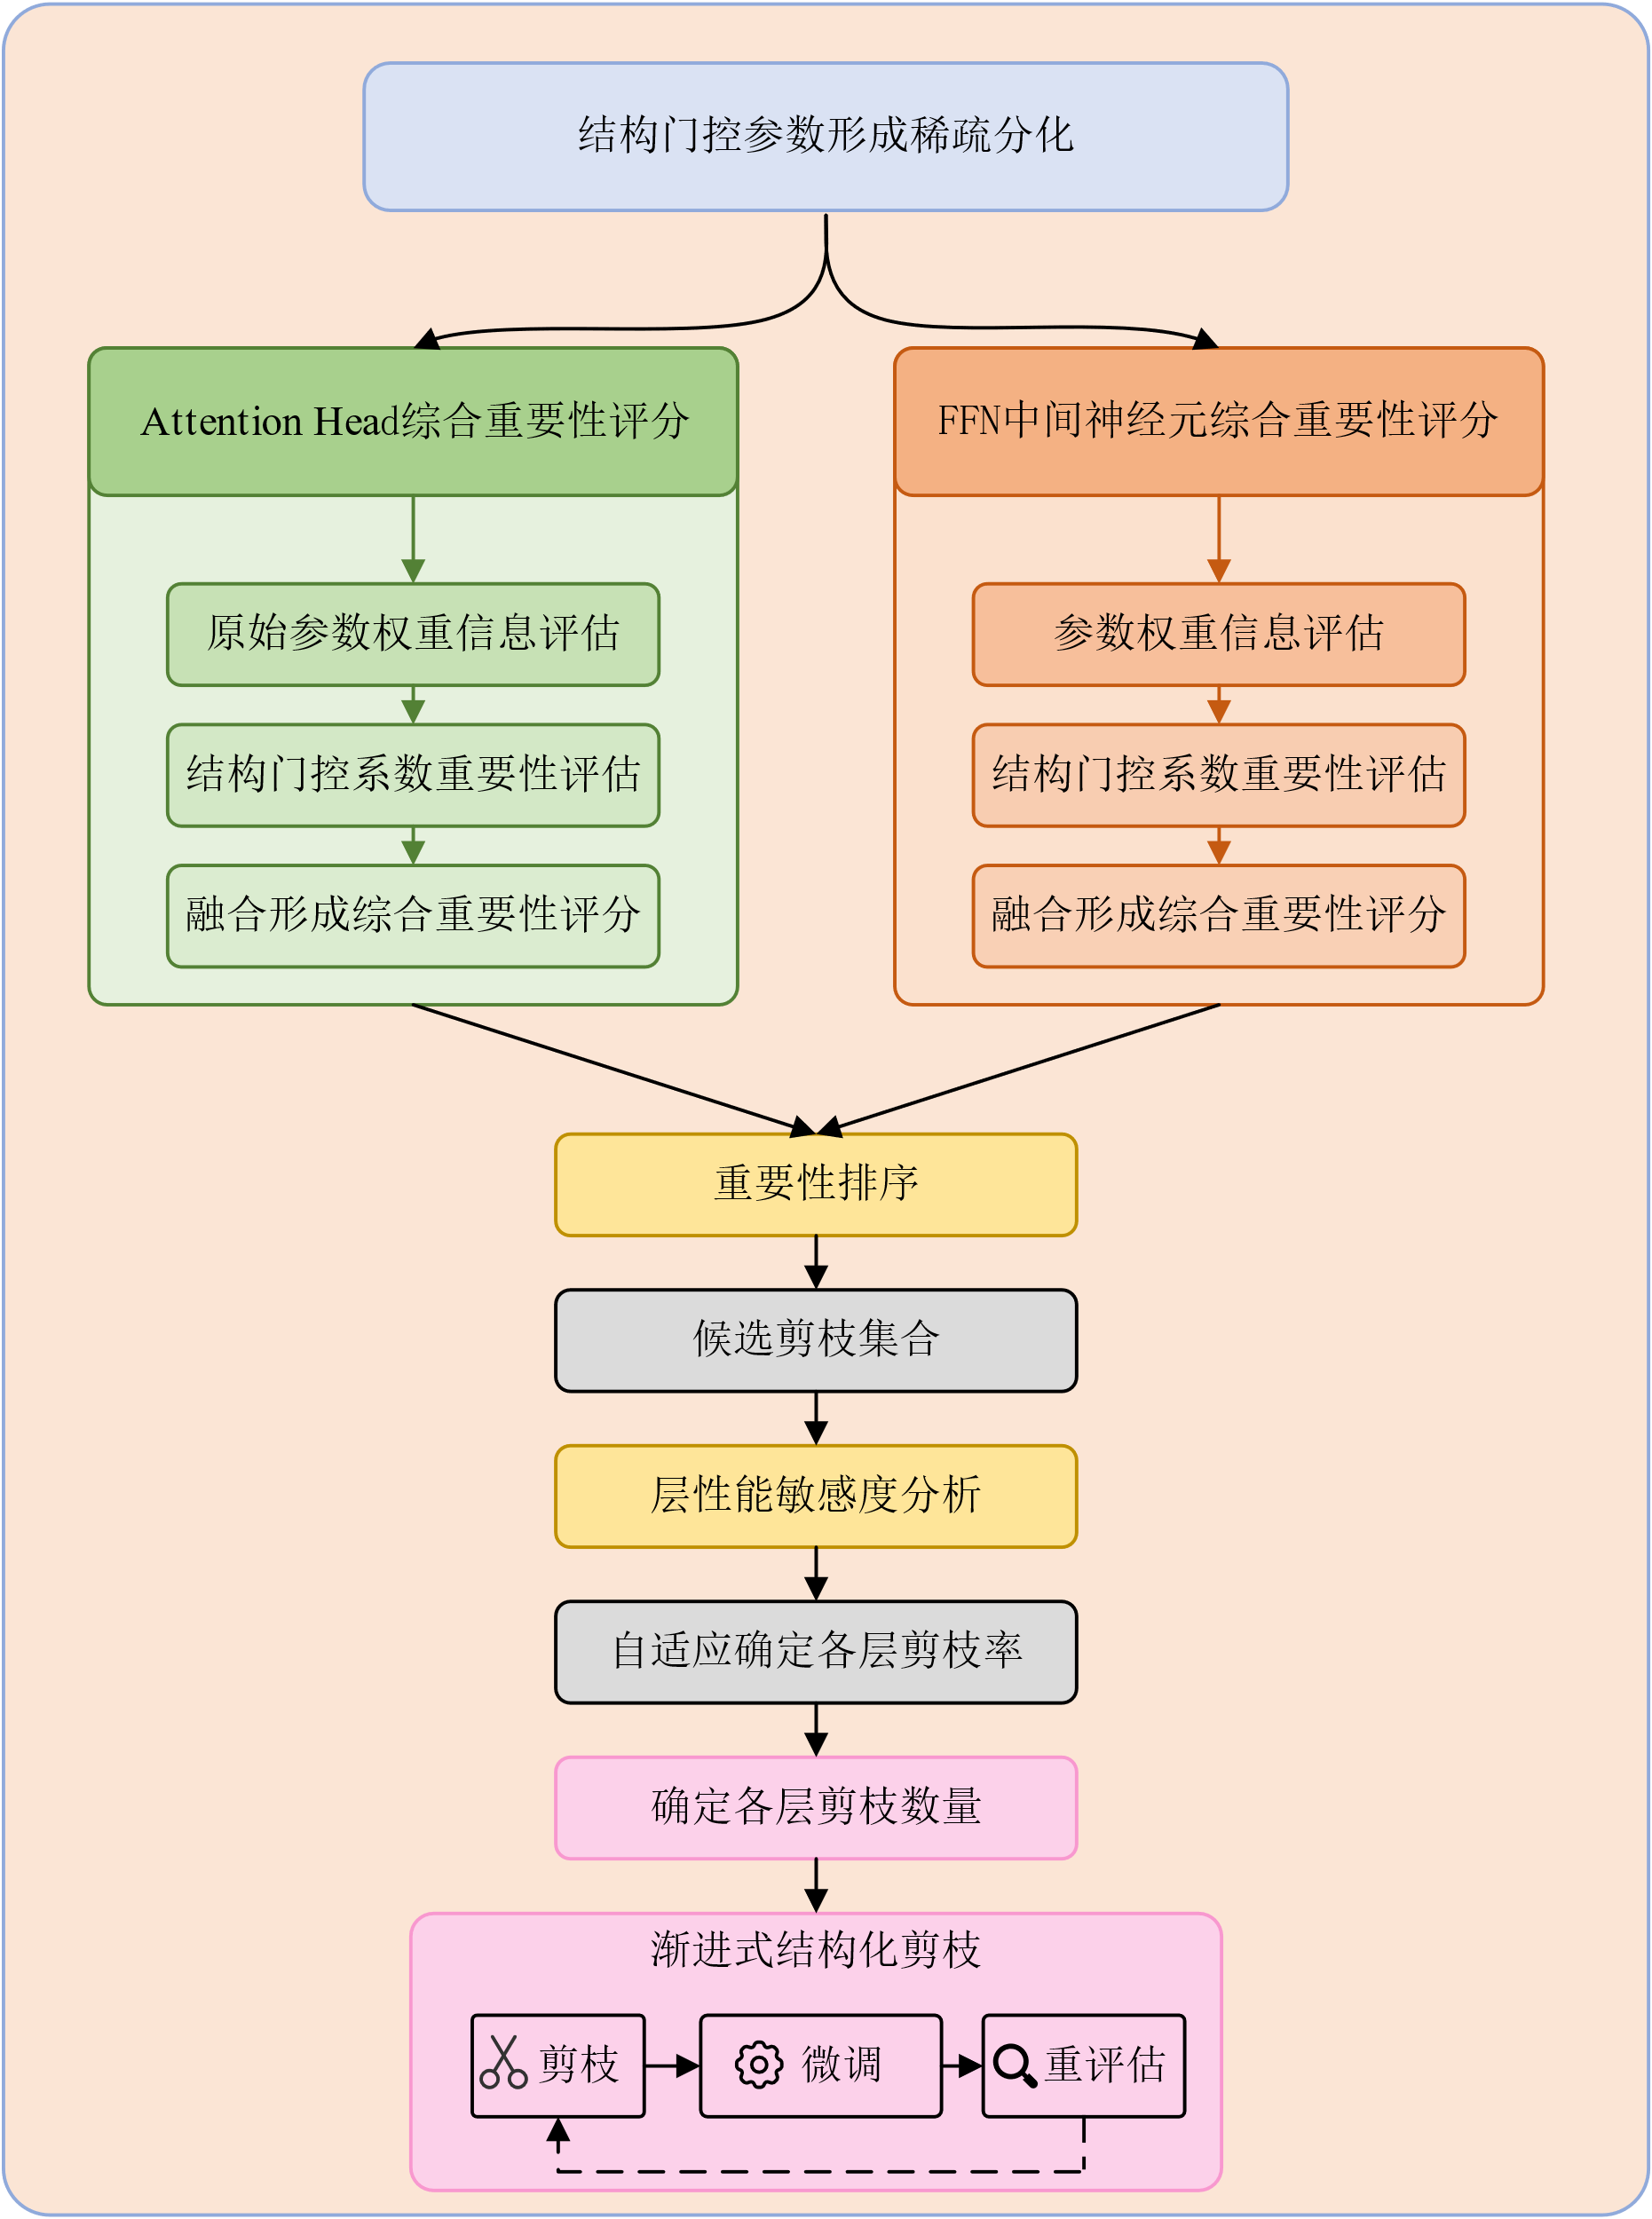 结构门控参数形成稀疏分化
Attention Head综合重要性评分
原始参数权重信息评估
结构门控系数重要性评估
融合形成综合重要性评分
FFN中间神经元综合重要性评分
参数权重信息评估
结构门控系数重要性评估
融合形成综合重要性评分
重要性排序
候选剪枝集合
层性能敏感度分析
自适应确定各层剪枝率
确定各层剪枝数量
渐进式结构化剪枝
剪枝
微调
重评估